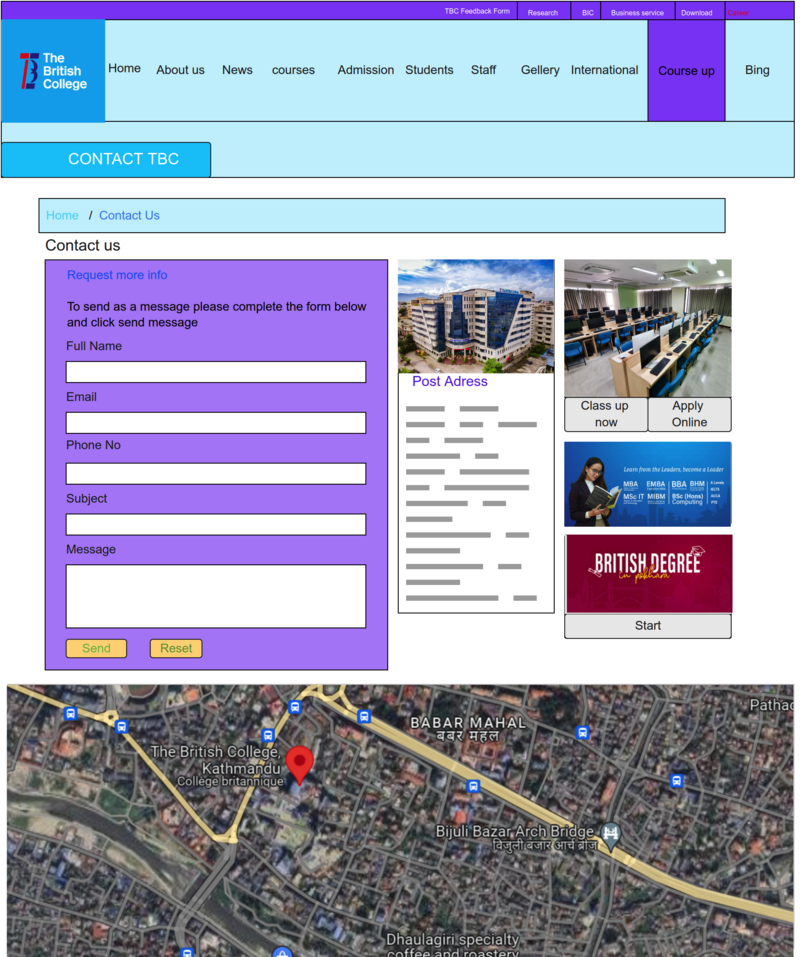 TBC Feedback Form
Research
BIC
Business service
Download
Career
The
British
College
Home
About us
News
courses
Admission
Students
Staff
Gellery
International
Course up
Bing
CONTACT TBC
Home / Contact Us
Contact us
Request more info
To send as a message please complete the form below
and click send message
Full Name
Email
Phone No
Subject
Message
Send
Reset
Post Adress
Class up
now
Apply
Online
Learn from the Leaders, become a Leader
MBA
EMBA
BBA
BHM
A Levels
MSc IT
MIBM
BSc (Hons)
Computing
ACCA
BRITISH DEGREE
in pokhara
Start
BABAR MAHAL
बबर महल
The British College,
Kathmandu
Collège britannique
Bijuli Bazar Arch Bridge
विजुली बजार आर्च ब्रीज
Dhaulagiri specialty
coffee and roastery